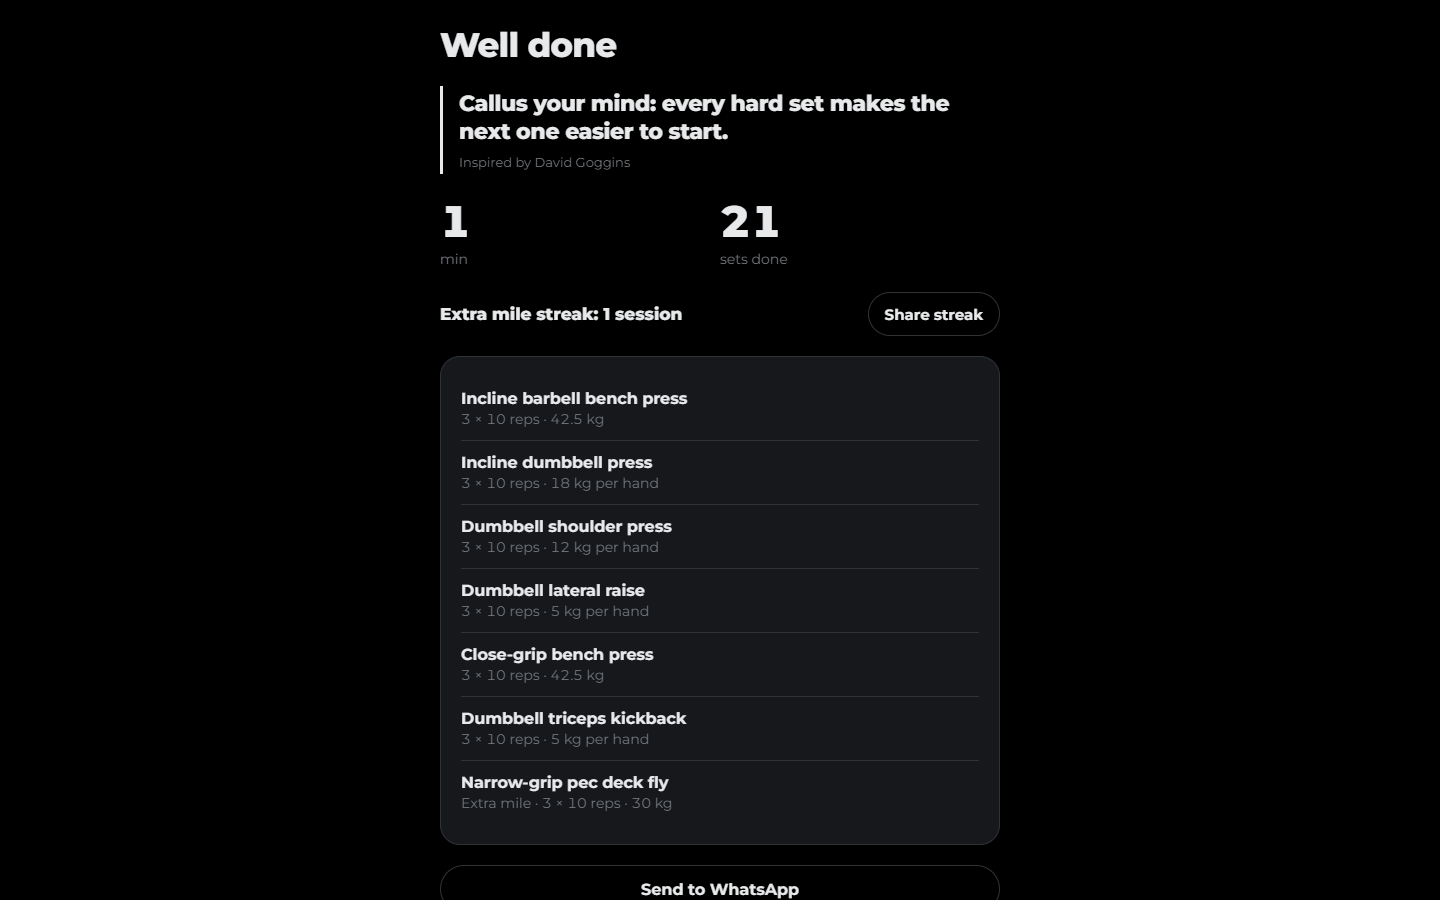 Well done
Callus your mind: every hard set makes the
next one easier to start.
Inspired by David Goggins
1
min
21
sets done
Extra mile streak: 1 session
Share streak
Incline barbell bench press
3 × 10 reps · 42.5 kg
Incline dumbbell press
3 × 10 reps · 18 kg per hand
Dumbbell shoulder press
3 × 10 reps · 12 kg per hand
Dumbbell lateral raise
3 × 10 reps · 5 kg per hand
Close-grip bench press
3 × 10 reps · 42.5 kg
Dumbbell triceps kickback
3 × 10 reps · 5 kg per hand
Narrow-grip pec deck fly
Extra mile · 3 × 10 reps · 30 kg
Send to WhatsApp